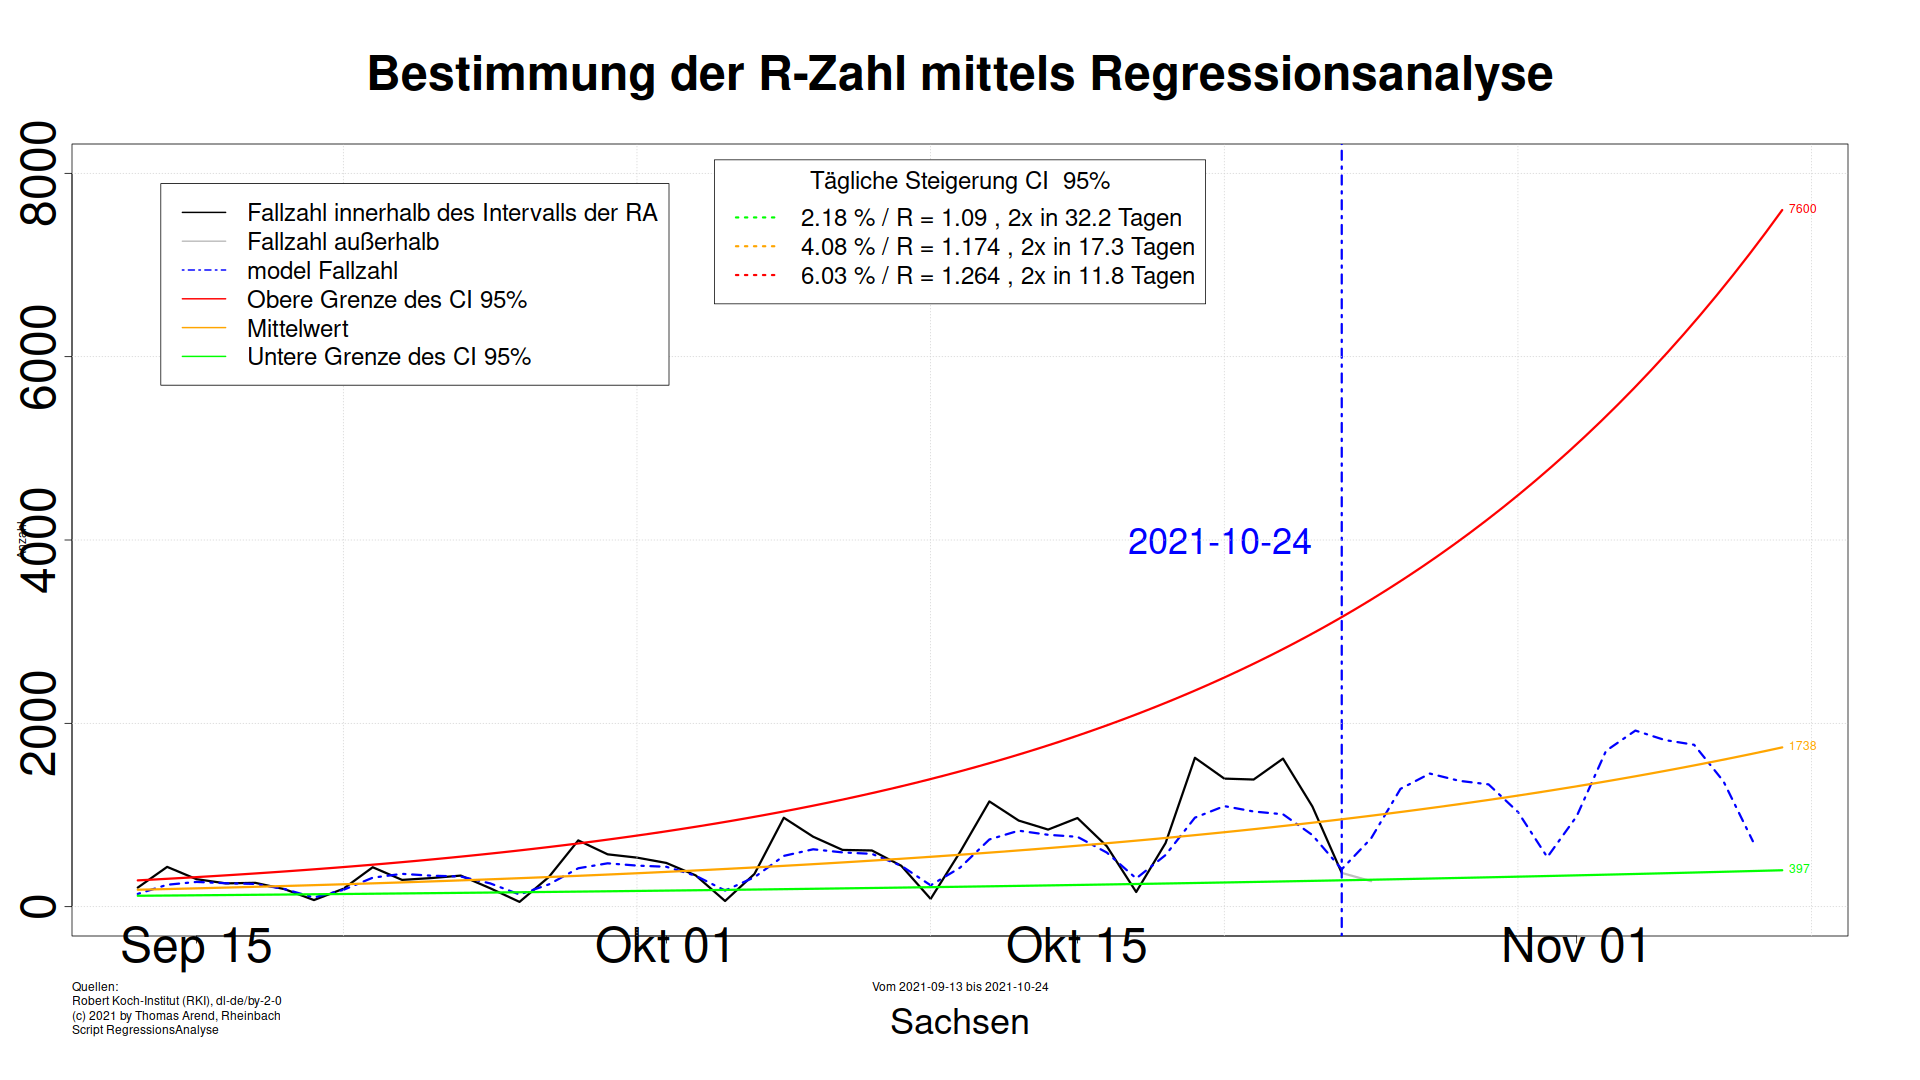 Bestimmung der R-Zahl mittels Regressionsanalyse
8000
6000
4000
2000
0
Anzahl
Fallzahl innerhalb des Intervalls der RA
Fallzahl außerhalb
model Fallzahl
Obere Grenze des CI 95%
Mittelwert
Untere Grenze des CI 95%
Tägliche Steigerung CI  95%
2.18 % / R = 1.09 , 2x in 32.2 Tagen
4.08 % / R = 1.174 , 2x in 17.3 Tagen
6.03 % / R = 1.264 , 2x in 11.8 Tagen
7600
2021-10-24
1738
397
Sep 15
Okt 01
Okt 15
Nov 01
Quellen:
Robert Koch-Institut (RKI), dl-de/by-2-0
(c) 2021 by Thomas Arend, Rheinbach
Script RegressionsAnalyse
Vom 2021-09-13 bis 2021-10-24
Sachsen